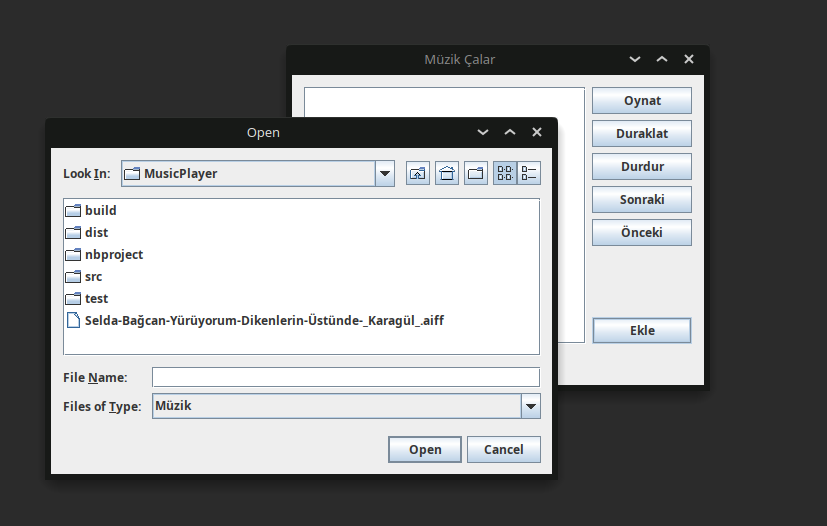 Müzik Çalar
Oynat
Duraklat
Durdur
Sonraki
Önceki
Ekle
Open
Look In: MusicPlayer
build
dist
nbproject
src
test
Selda-Bağcan-Yürüyorum-Dikenlerin-Üstünde-_Karagül_.aiff
File Name:
Files of Type: Müzik
Open Cancel